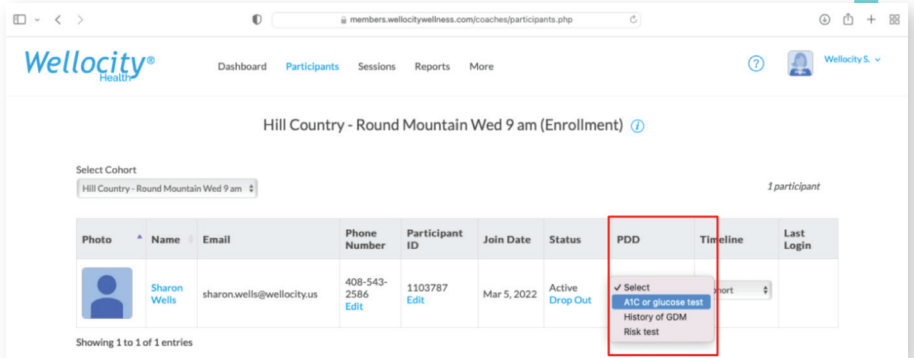 members.wellocitywellness.com/coaches/participants.php
Wellocity®
Health
Dashboard Participants Sessions Reports More
? Wellocity S.
Hill Country - Round Mountain Wed 9 am (Enrollment) i
Select Cohort
Hill Country - Round Mountain Wed 9 am
1 participant
Photo Name Email Phone Number Participant ID Join Date Status PDD Timeline Last Login
Sharon Wells sharon.wells@wellocity.us 408-543-2586 Edit 1103787 Edit Mar 5, 2022 Active Drop Out
✓ Select
A1C or glucose test
History of GDM
Risk test
Showing 1 to 1 of 1 entries